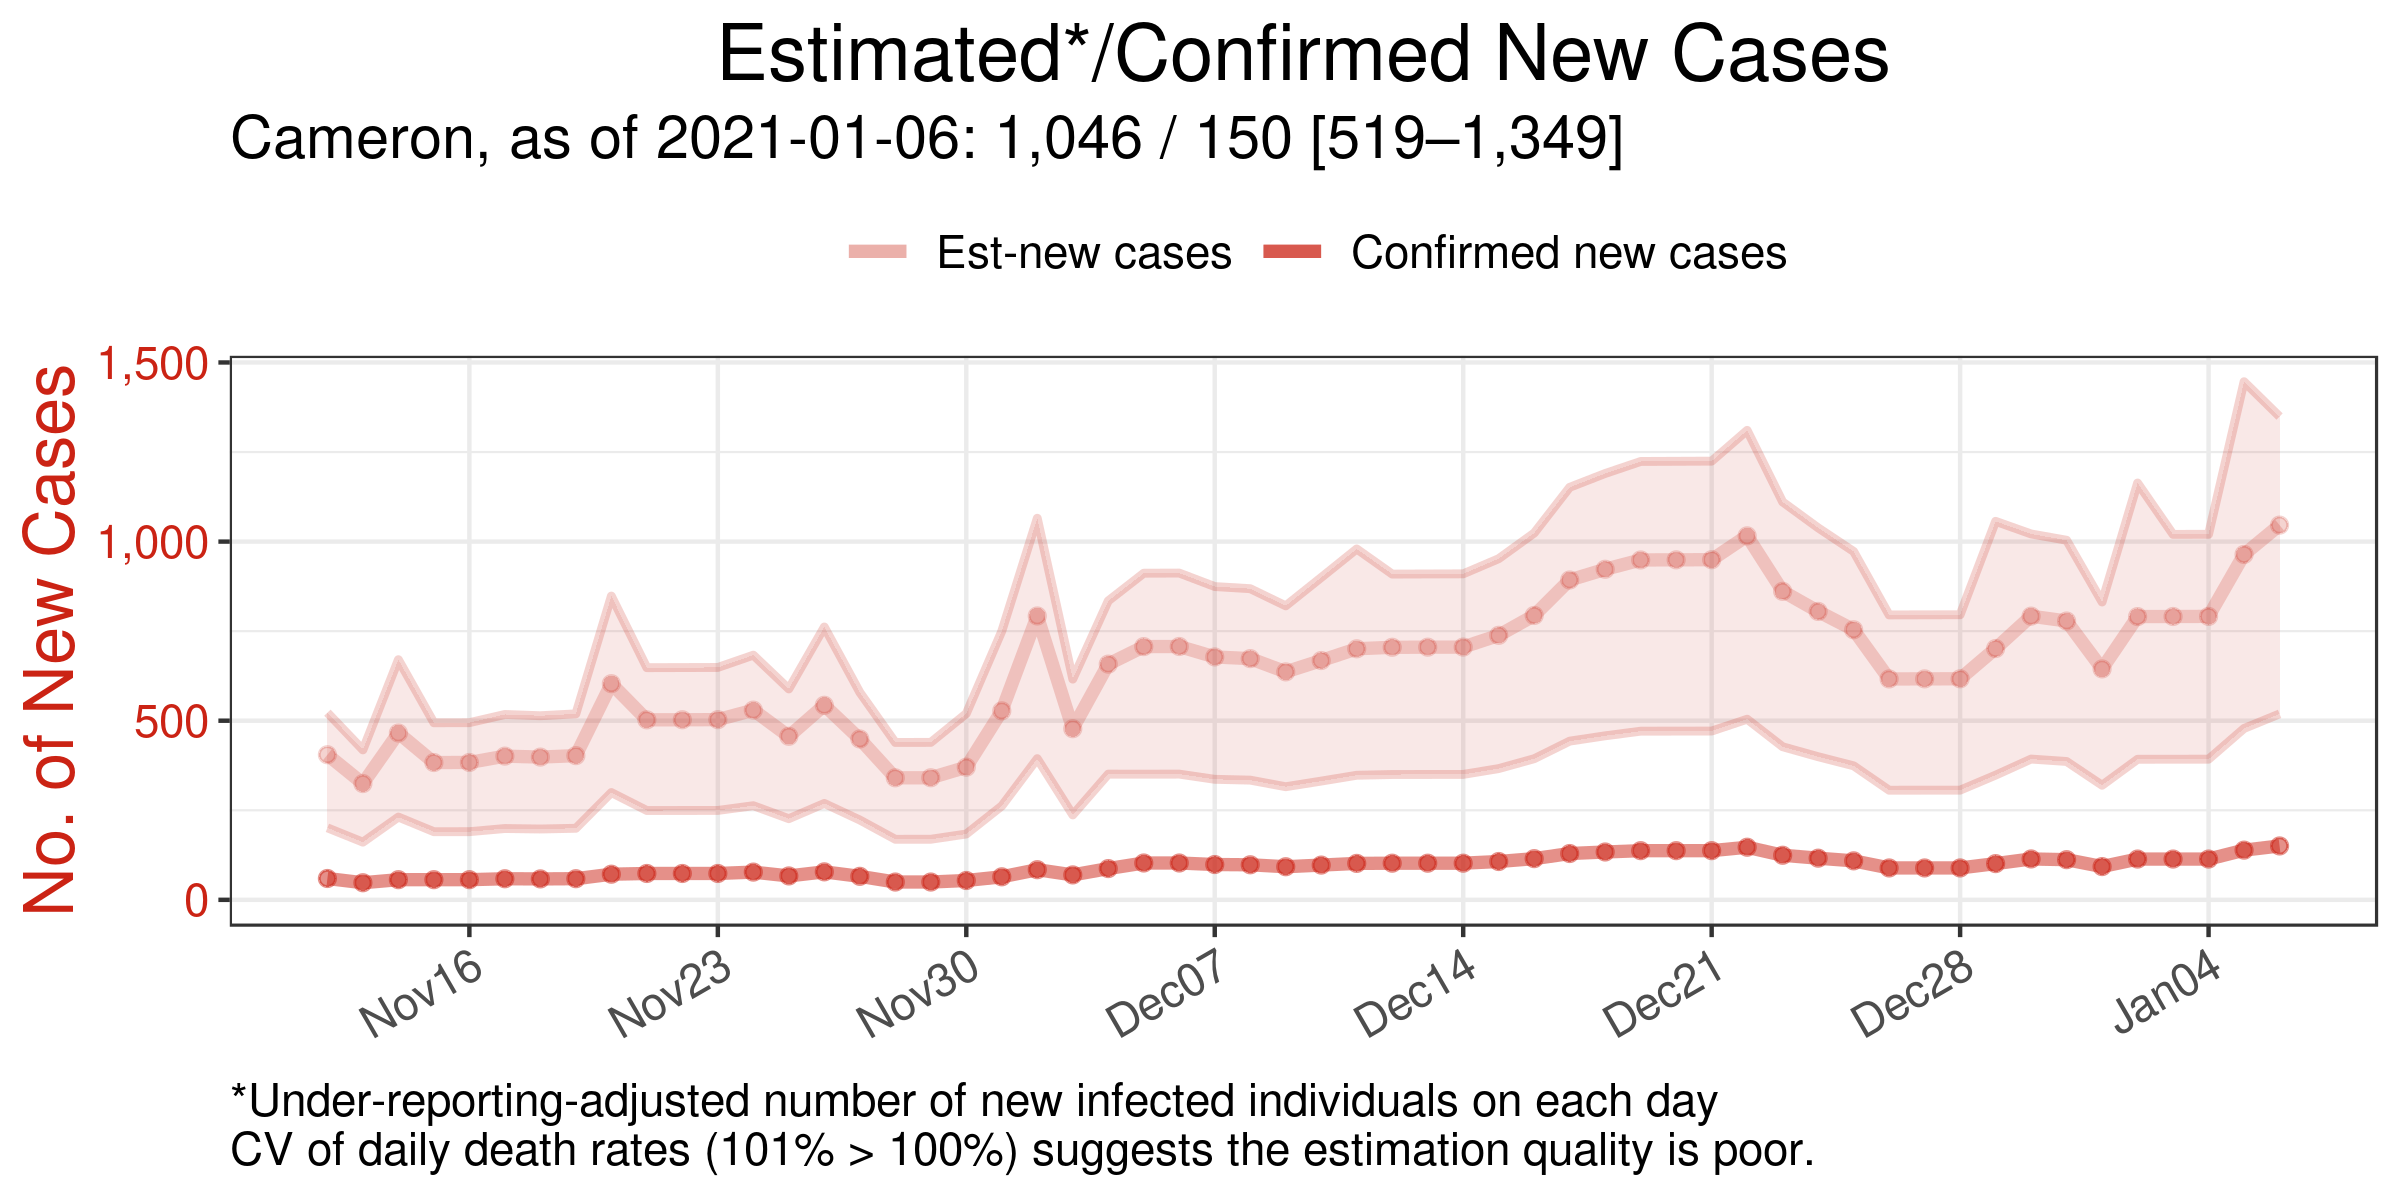 Estimated*/Confirmed New Cases
Cameron, as of 2021-01-06: 1,046 / 150 [519–1,349]
Est-new cases
Confirmed new cases
No. of New Cases
1,500
1,000
500
0
Nov16
Nov23
Nov30
Dec07
Dec14
Dec21
Dec28
Jan04
*Under-reporting-adjusted number of new infected individuals on each day
CV of daily death rates (101% > 100%) suggests the estimation quality is poor.